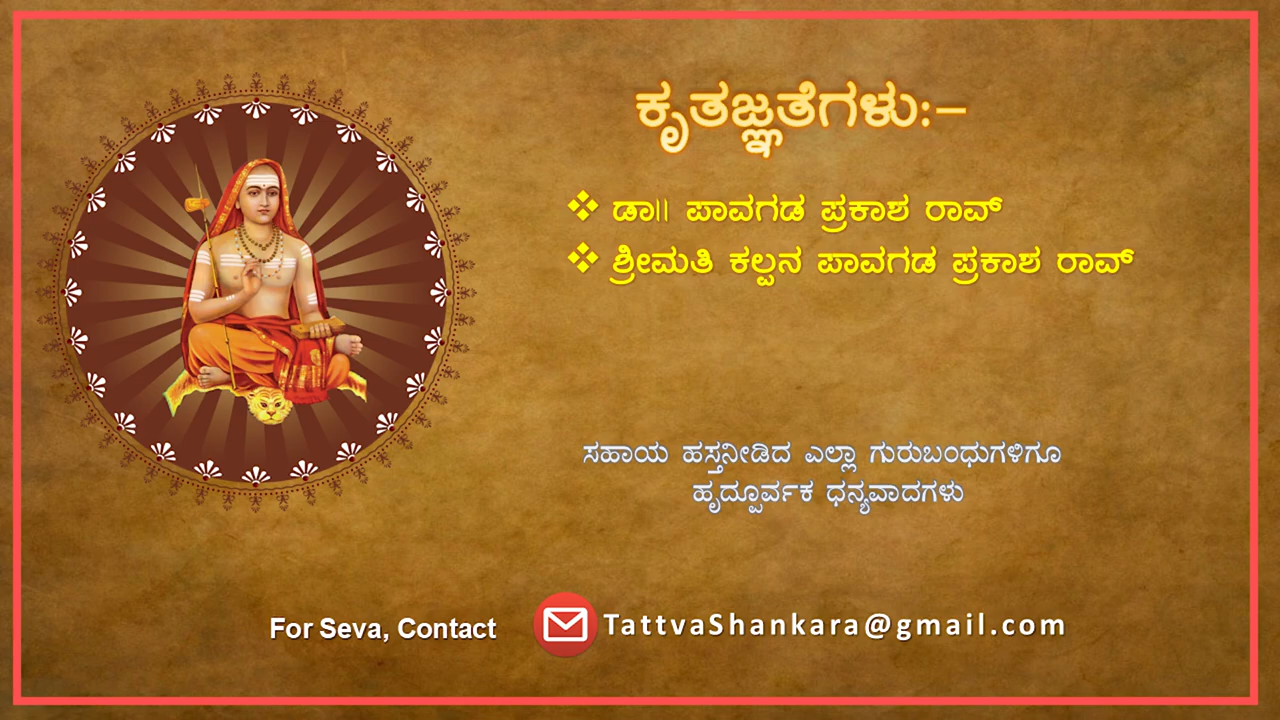 ಕೃತಜ್ಞತೆಗಳು:–
❖ ಡಾ॥ ಪಾವಗಡ ಪ್ರಕಾಶ ರಾವ್
❖ ಶ್ರೀಮತಿ ಕಲ್ಪನ ಪಾವಗಡ ಪ್ರಕಾಶ ರಾವ್
ಸಹಾಯ ಹಸ್ತನೀಡಿದ ಎಲ್ಲಾ ಗುರುಬಂಧುಗಳಿಗೂ
ಹೃದ್ಪೂರ್ವಕ ಧನ್ಯವಾದಗಳು
For Seva, Contact TattvaShankara@gmail.com